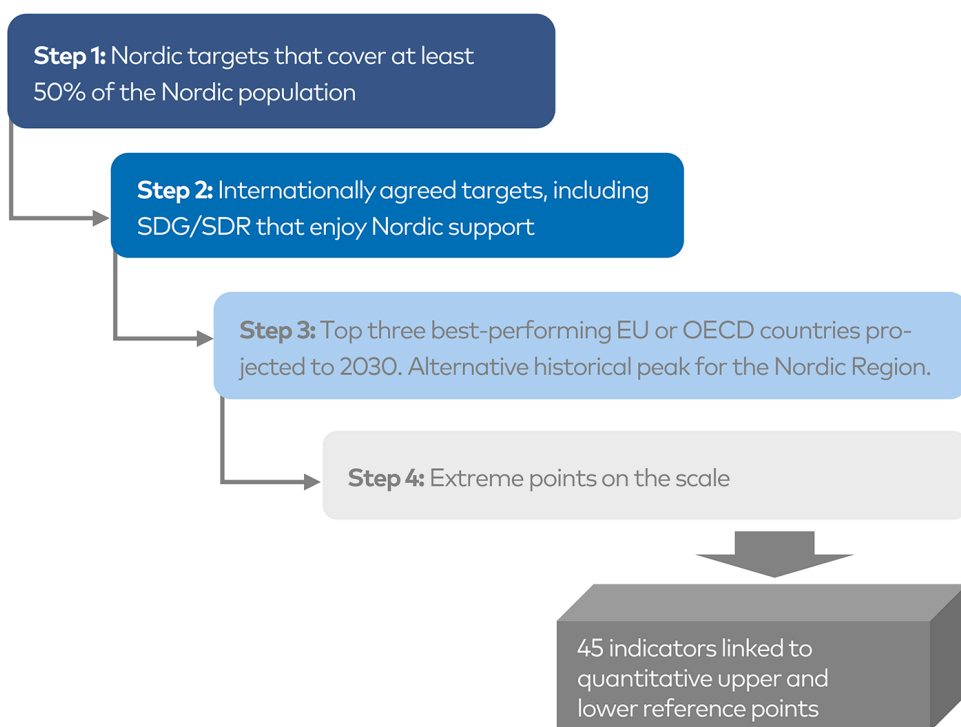 Step 1: Nordic targets that cover at least
50% of the Nordic population
Step 2: Internationally agreed targets, including
SDG/SDR that enjoy Nordic support
Step 3: Top three best-performing EU or OECD countries pro-
jected to 2030. Alternative historical peak for the Nordic Region.
Step 4: Extreme points on the scale
45 indicators linked to
quantitative upper and
lower reference points